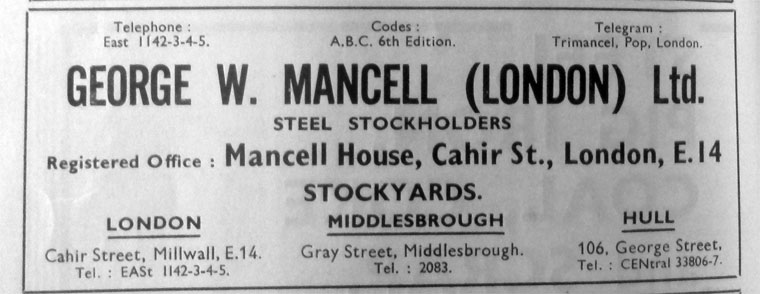 Telephone : Codes : Telegram :
East 1142-3-4-5. A.B.C. 6th Edition. Trimancel, Pop, London.
GEORGE W. MANCELL (LONDON) Ltd.
STEEL STOCKHOLDERS
Registered Office : Mancell House, Cahir St., London, E.14
STOCKYARDS.
LONDON MIDDLESBROUGH HULL
Cahir Street, Millwall, E.14. Gray Street, Middlesbrough. 106, George Street,
Tel. : EASt 1142-3-4-5. Tel. : 2083. Tel. : CENtral 33806-7.